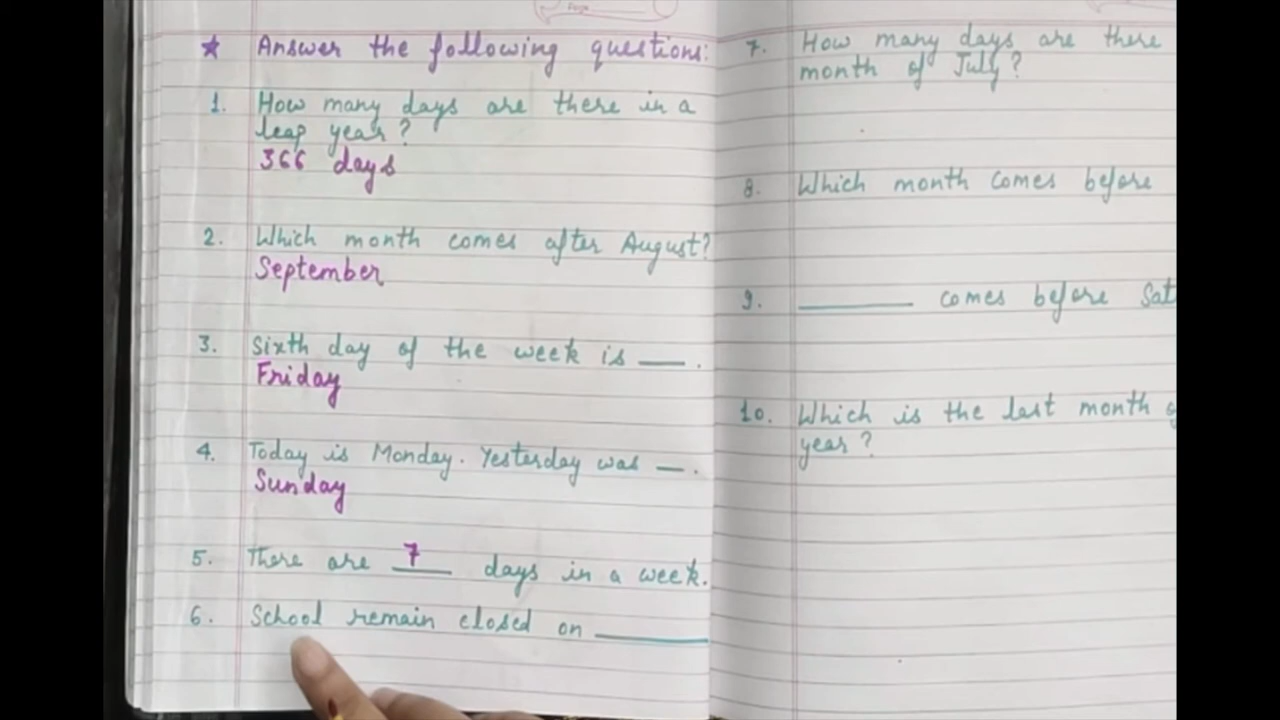 ★ Answer the following questions:
1. How many days are there in a
leap year?
366 days
2. Which month comes after August?
September
3. Sixth day of the week is ___.
Friday
4. Today is Monday. Yesterday was __.
Sunday
5. There are 7 days in a week.
6. School remain closed on ______
7. How many days are there
month of July?
8. Which month comes before
9. ______ comes before Sat
10. Which is the last month
year?